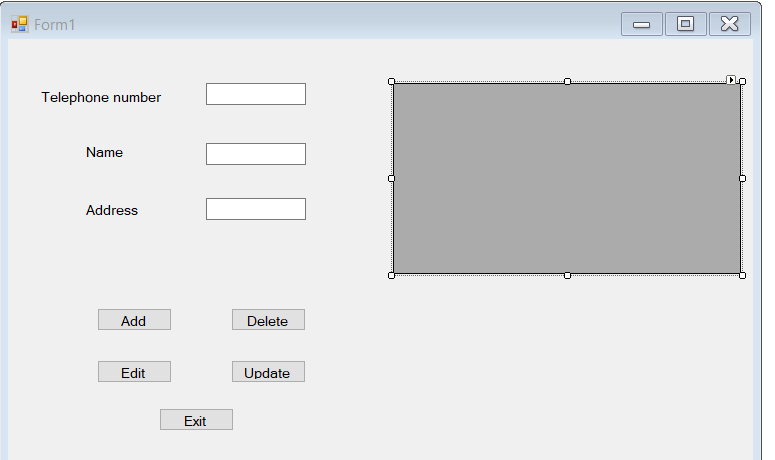 Form1
Telephone number
Name
Address
Add
Delete
Edit
Update
Exit